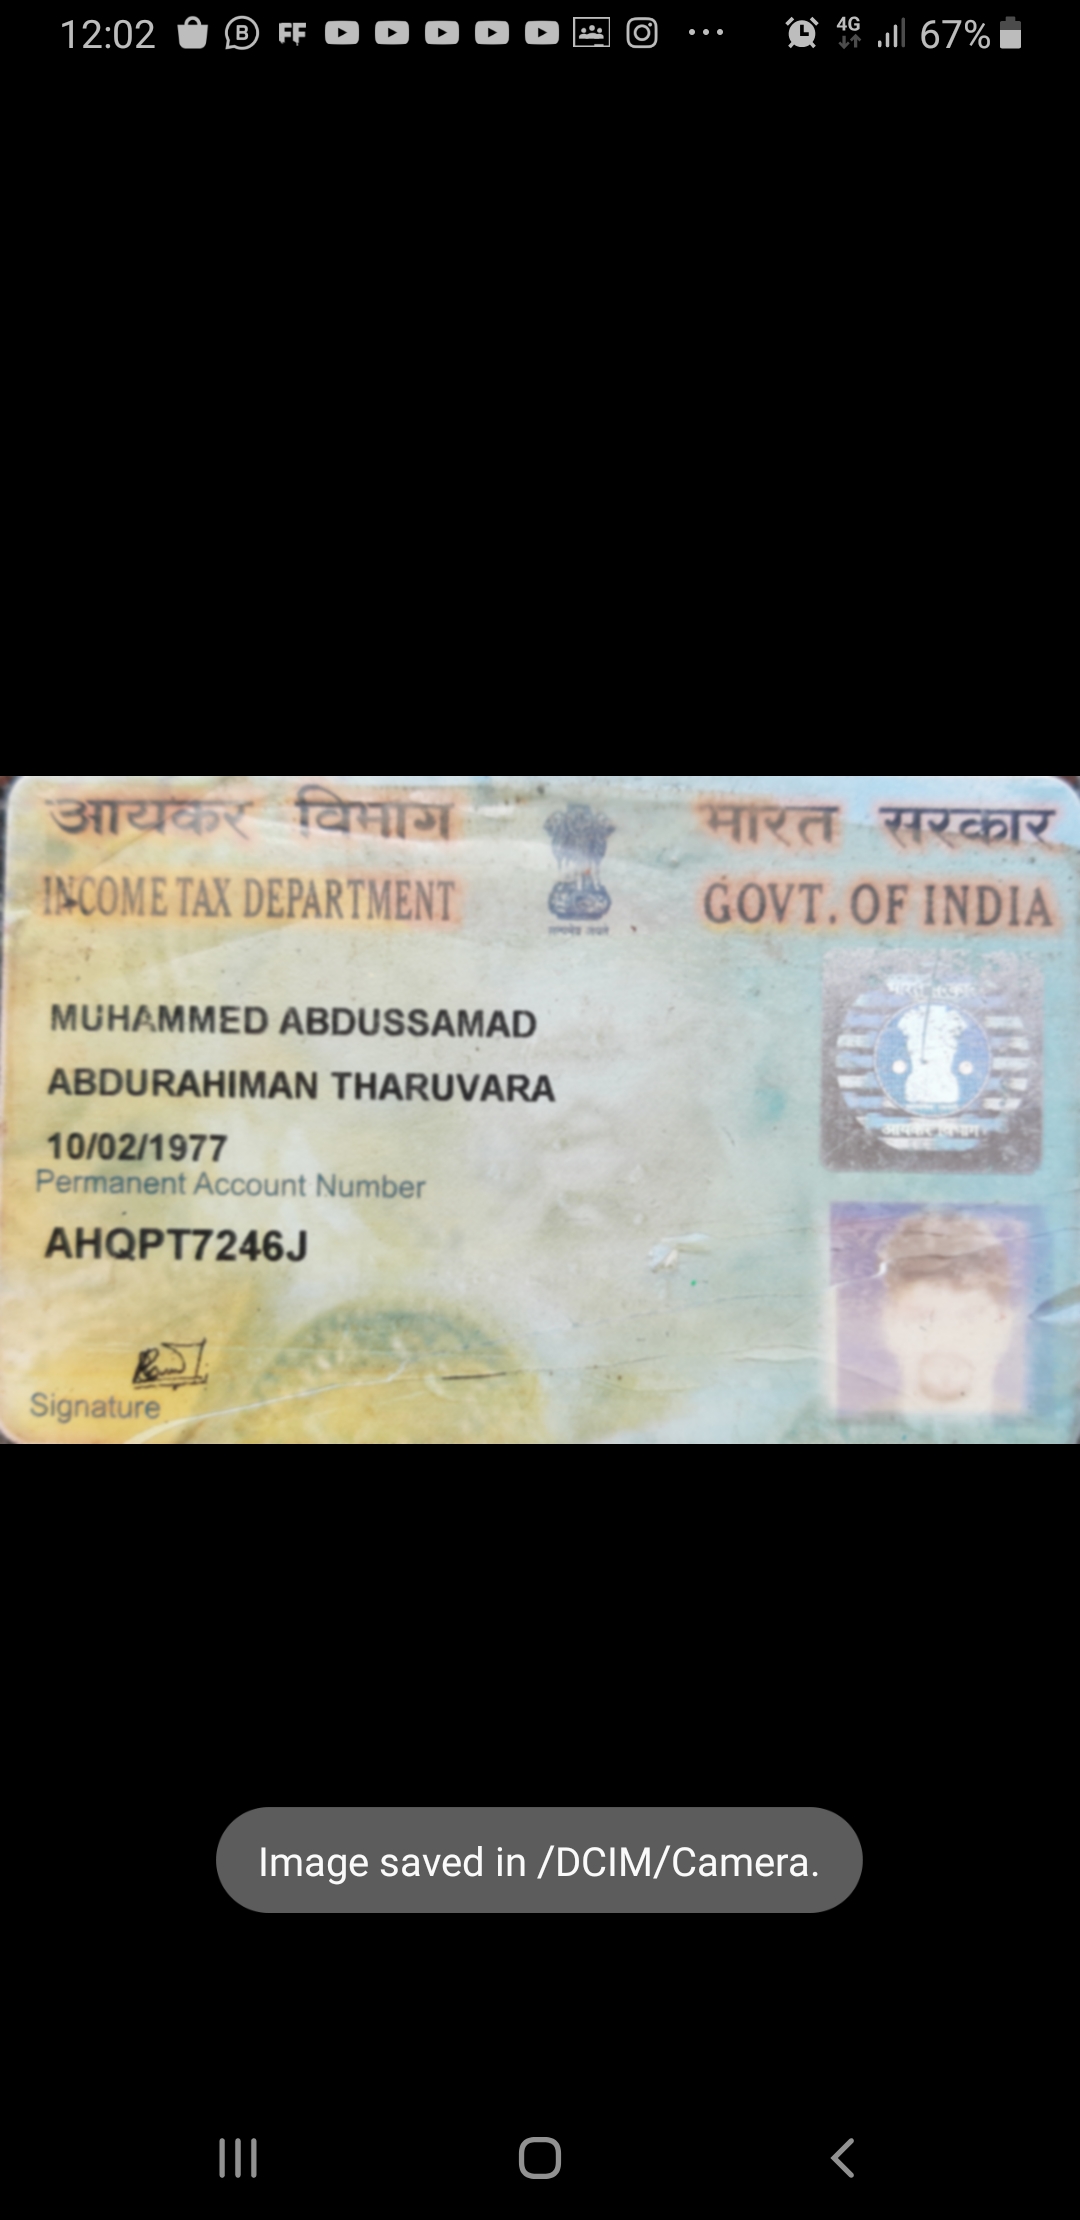 12:02 FF 4G 67%
आयकर विभाग भारत सरकार
INCOME TAX DEPARTMENT GOVT. OF INDIA
MUHAMMED ABDUSSAMAD
ABDURAHIMAN THARUVARA
10/02/1977
Permanent Account Number
AHQPT7246J
Signature
Image saved in /DCIM/Camera.